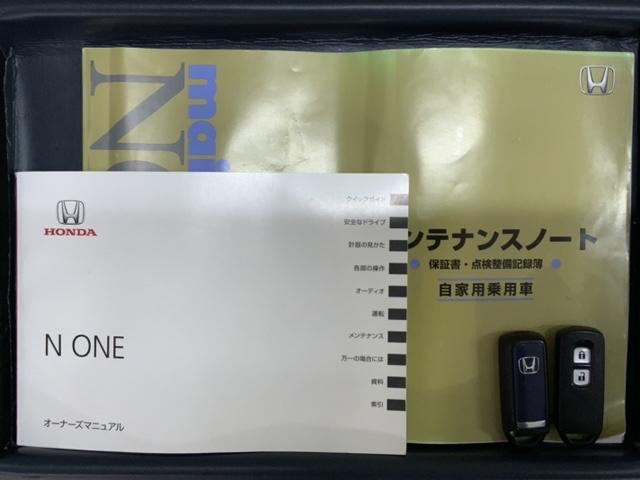 mai
No
ンテナンスノート
● 保証書・点検整備記録簿 ●
自家用乗用車
HONDA
N ONE
オーナーズマニュアル
クイックガイド
安全なドライブ
計器の見かた
各部の操作
オーディオ
運転
メンテナンス
万一の場合には
資料
索引